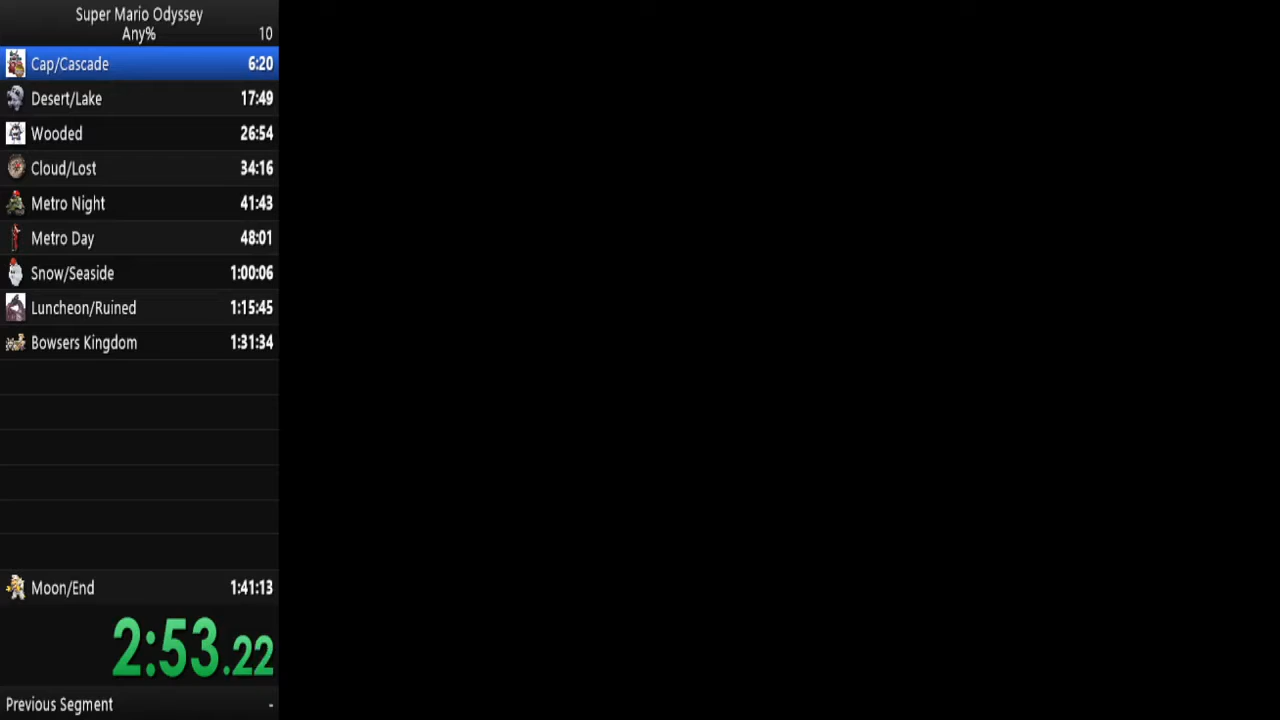 Super Mario Odyssey
Any% 10
Cap/Cascade 6:20
Desert/Lake 17:49
Wooded 26:54
Cloud/Lost 34:16
Metro Night 41:43
Metro Day 48:01
Snow/Seaside 1:00:06
Luncheon/Ruined 1:15:45
Bowsers Kingdom 1:31:34
Moon/End 1:41:13
2:53.22
Previous Segment -